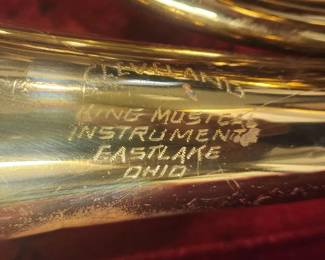 CLEVELAND
KING MUSICAL
INSTRUMENTS
EASTLAKE
OHIO